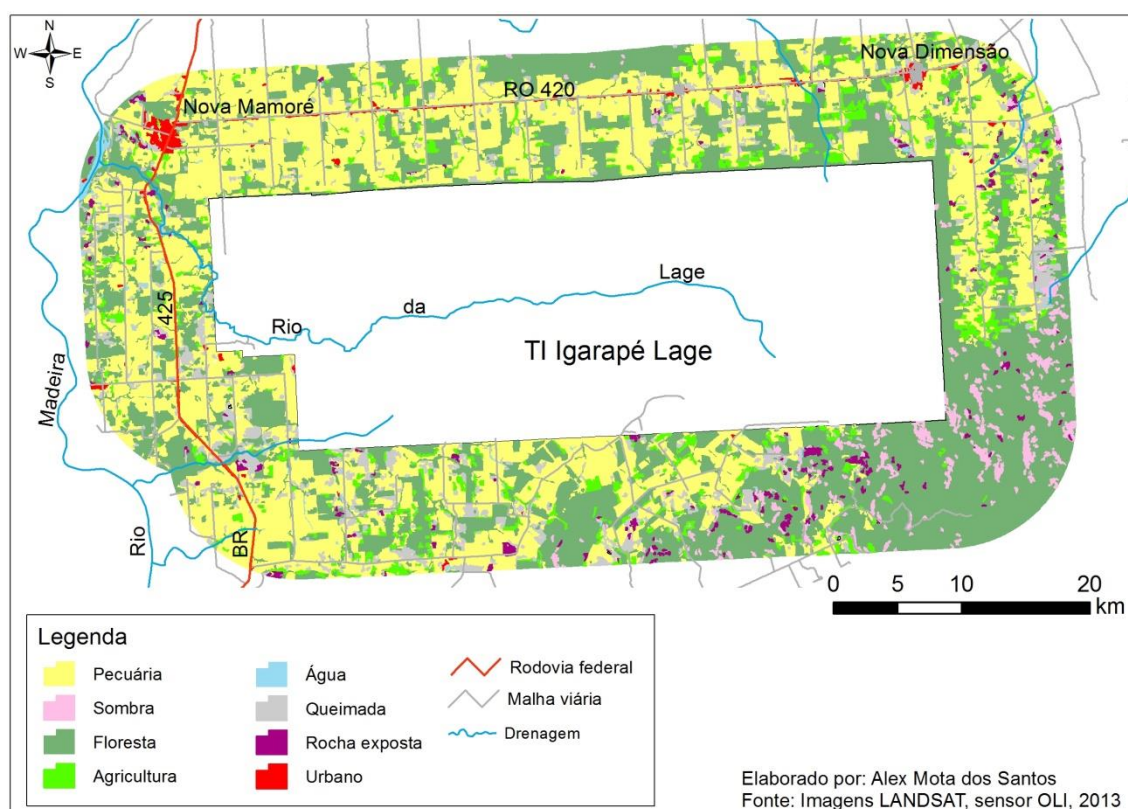 N
W E
S
Nova Dimensão
Nova Mamoré
RO 420
425
Lage
da
Rio
TI Igarapé Lage
Madeira
Rio
BR
0 5 10 20
km
Legenda
Pecuária
Sombra
Floresta
Agricultura
Água
Queimada
Rocha exposta
Urbano
Rodovia federal
Malha viária
Drenagem
Elaborado por: Alex Mota dos Santos
Fonte: Imagens LANDSAT, sensor OLI, 2013